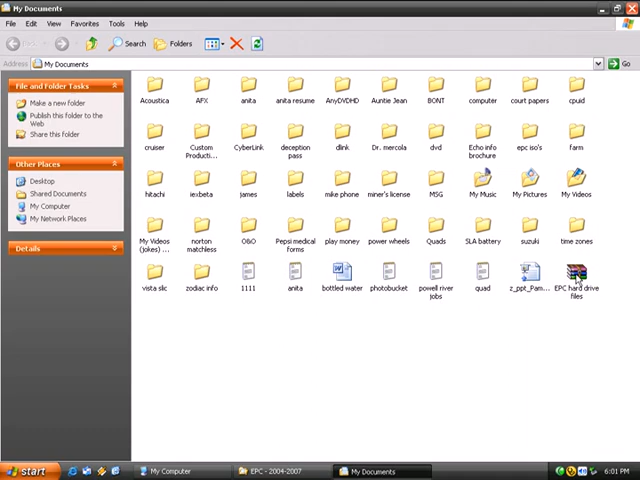 My Documents
File Edit View Favorites Tools Help
Back Search Folders
Address My Documents Go
File and Folder Tasks
Make a new folder
Publish this folder to the
Web
Share this folder
Other Places
Desktop
Shared Documents
My Computer
My Network Places
Details
Acoustica AFX anita anita resume AnyDVDHD Auntie Jean BONT computer court papers cpuid
cruiser Custom Producti... CyberLink deception pass dlink Dr. mercola dvd Echo info brochure epc iso's farm
hitachi iexbeta james labels mike phone miner's license MSG My Music My Pictures My Videos
My Videos (jokes) norton matchless O&O Pepsi medical forms play money power wheels Quads SLA battery suzuki time zones
vista slic zodiac info 1111 anita bottled water photobucket powell river jobs quad z_ppt_Pam... EPC hard drive files
start My Computer EPC - 2004-2007 My Documents 6:01 PM